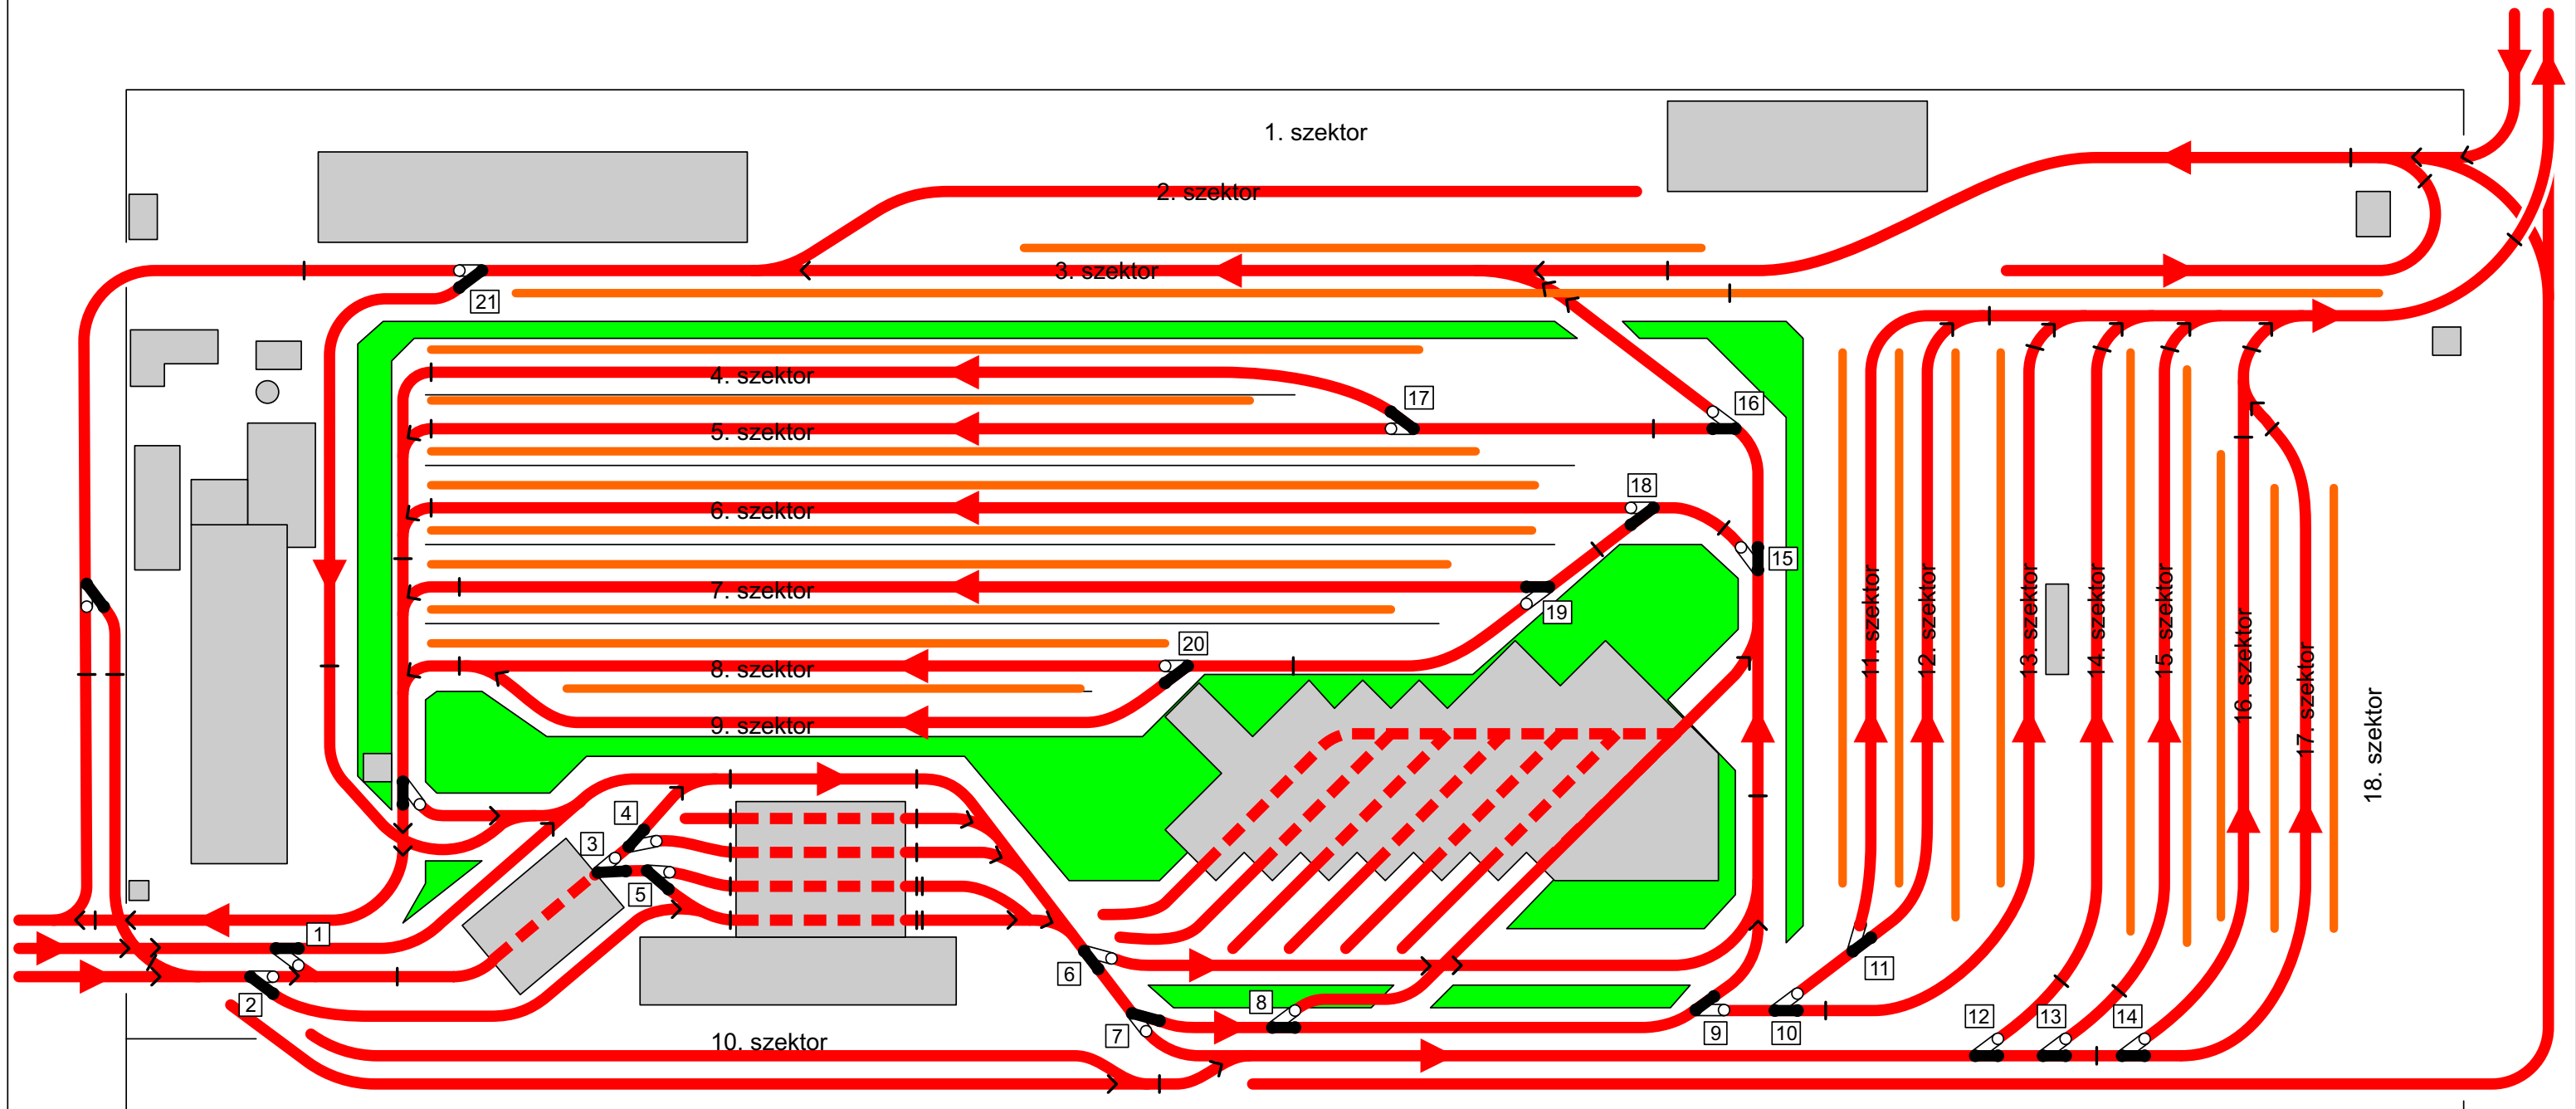 1. szektor
2. szektor
3. szektor
21
4. szektor
17
16
5. szektor
18
6. szektor
15
7. szektor
19
20
8. szektor
9. szektor
11. szektor
12. szektor
13. szektor
14. szektor
15. szektor
16. szektor
17. szektor
18. szektor
4
3
5
1
2
6
7
8
9
10
11
12
13
14
10. szektor